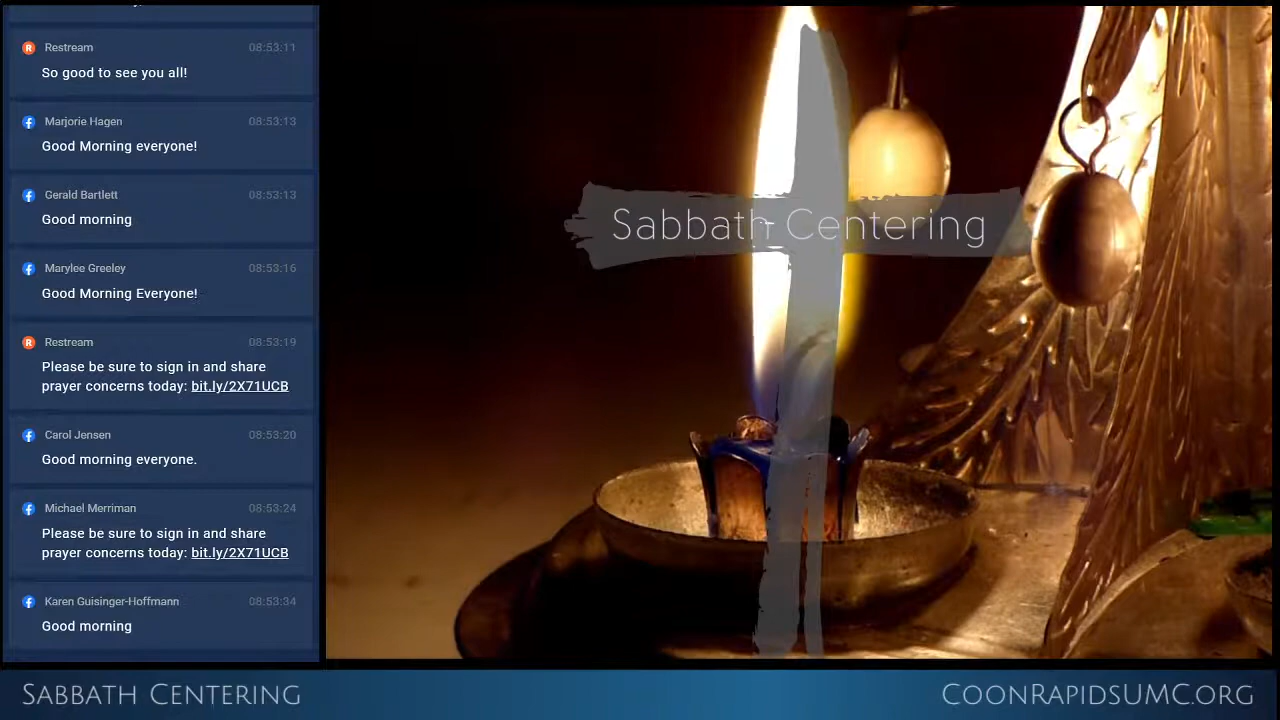 Restream 08:53:11
So good to see you all!
Marjorie Hagen 08:53:13
Good Morning everyone!
Gerald Bartlett 08:53:13
Good morning
Marylee Greeley 08:53:16
Good Morning Everyone!
Restream 08:53:19
Please be sure to sign in and share
prayer concerns today: bit.ly/2X71UCB
Carol Jensen 08:53:20
Good morning everyone.
Michael Merriman 08:53:24
Please be sure to sign in and share
prayer concerns today: bit.ly/2X71UCB
Karen Guisinger-Hoffmann 08:53:34
Good morning
Sabbath Centering
SABBATH CENTERING
COONRAPIDSUMC.ORG